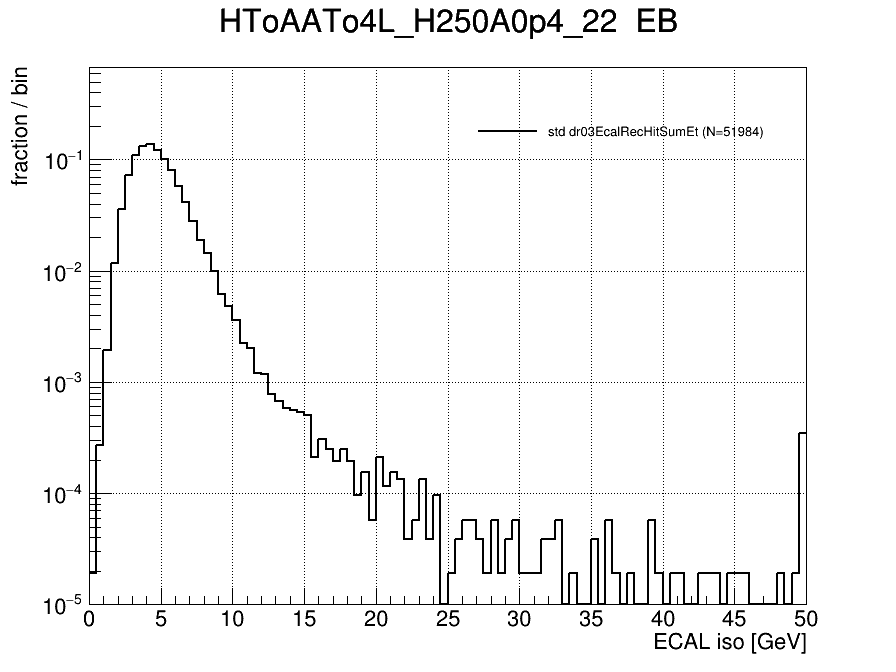 HToAATo4L_H250A0p4_22 EB
fraction / bin
std dr03EcalRecHitSumEt (N=51984)
10⁻¹
10⁻²
10⁻³
10⁻⁴
10⁻⁵
0 5 10 15 20 25 30 35 40 45 50
ECAL iso [GeV]